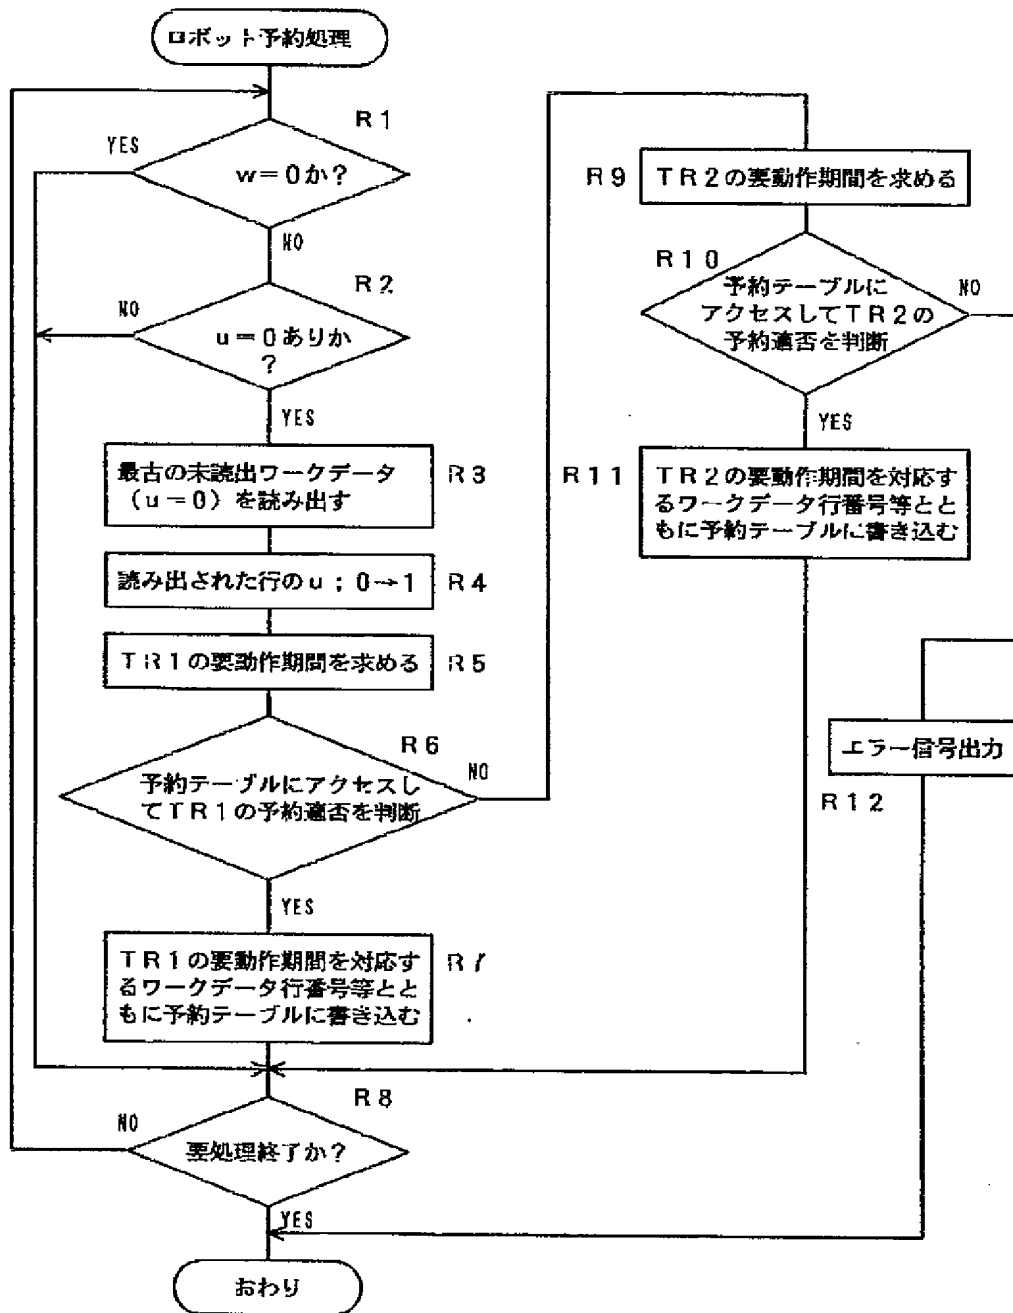 ロボット予約処理
R1
YES
w=0か?
NO
R2
NO
u=0ありか
?
YES
最古の未読出ワークデータ
(u=0)を読み出す
R3
読み出された行のu;0→1
R4
TR1の要動作期間を求める
R5
R6
予約テーブルにアクセスし
てTR1の予約適否を判断
NO
YES
TR1の要動作期間を対応す
るワークデータ行番号等とと
もに予約テーブルに書き込む
R7
R8
NO
要処理終了か?
YES
おわり
R9
TR2の要動作期間を求める
R10
予約テーブルに
アクセスしてTR2の
予約適否を判断
NO
YES
R11
TR2の要動作期間を対応す
るワークデータ行番号等とと
もに予約テーブルに書き込む
エラー信号出力
R12